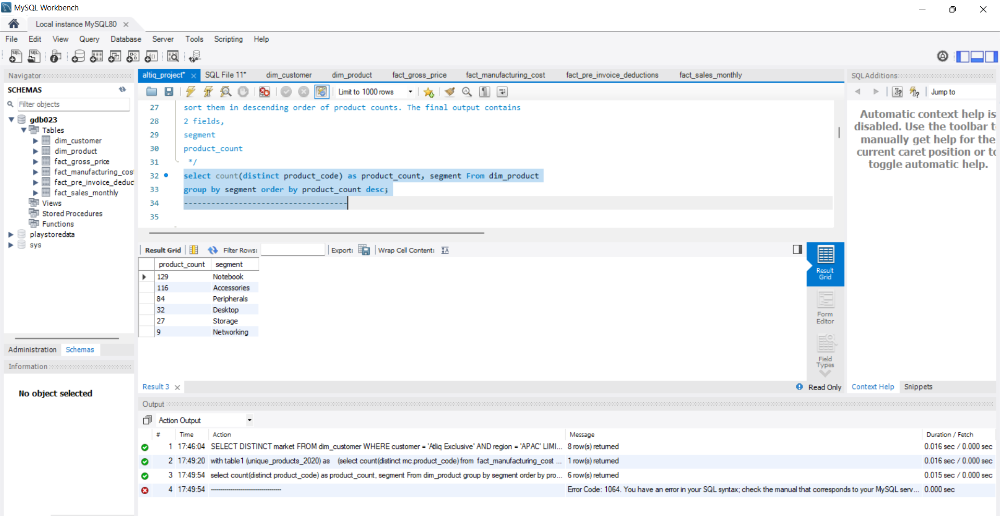 MySQL Workbench
Local instance MySQL80
File Edit View Query Database Server Tools Scripting Help
Navigator
SCHEMAS
Filter objects
gdb023
Tables
dim_customer
dim_product
fact_gross_price
fact_manufacturing_cos
fact_pre_invoice_deduc
fact_sales_monthly
Views
Stored Procedures
Functions
playstoredata
sys
Administration Schemas
Information
No object selected
altiq_project* SQL File 11* dim_customer dim_product fact_gross_price fact_manufacturing_cost fact_pre_invoice_deductions fact_sales_monthly
Limit to 1000 rows
27 sort them in descending order of product counts. The final output contains
28 2 fields,
29 segment
30 product_count
31 */
32 select count(distinct product_code) as product_count, segment From dim_product
33 group by segment order by product_count desc;
34 ------------------------------------
35
Result Grid Filter Rows: Export: Wrap Cell Content:
product_count segment
129 Notebook
116 Accessories
84 Peripherals
32 Desktop
27 Storage
9 Networking
Result
Grid
Form
Editor
Field
Types
Result 3
Read Only
SQLAdditions
Jump to
Automatic context help is
disabled. Use the toolbar t
manually get help for the
current caret position or to
toggle automatic help.
Context Help Snippets
Output
Action Output
# Time Action Message Duration / Fetch
1 17:46:04 SELECT DISTINCT market FROM dim_customer WHERE customer = 'Atliq Exclusive' AND region = 'APAC' LIMI... 8 row(s) returned 0.016 sec / 0.000 sec
2 17:49:20 with table1 (unique_products_2020) as (select count(distinct mc.product_code) from fact_manufacturing_cost ... 1 row(s) returned 0.016 sec / 0.000 sec
3 17:49:54 select count(distinct product_code) as product_count, segment From dim_product group by segment order by pro... 6 row(s) returned 0.015 sec / 0.000 sec
4 17:49:54 ------------------------------------ Error Code: 1064. You have an error in your SQL syntax; check the manual that corresponds to your MySQL serv... 0.000 sec